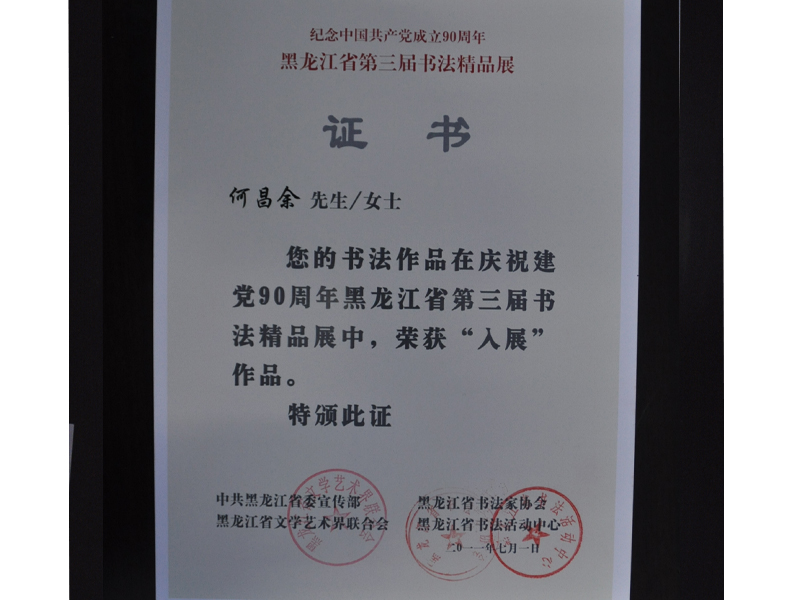 纪念中国共产党成立90周年
黑龙江省第三届书法精品展
证 书
何昌余 先生/女士
您的书法作品在庆祝建
党90周年黑龙江省第三届书
法精品展中，荣获“入展”
作品。
特颁此证
中共黑龙江省委宣传部 黑龙江省书法家协会
黑龙江省文学艺术界联合会 黑龙江省书法活动中心
二0一一年七月一日